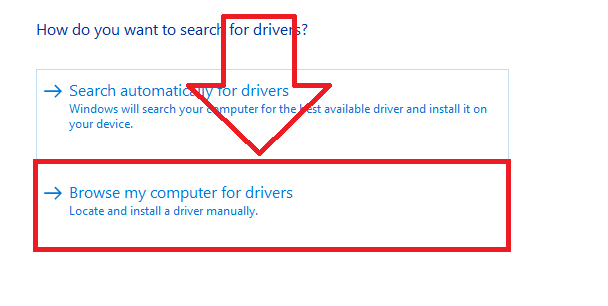 How do you want to search for drivers?
Search automatically for drivers
Windows will search your computer for the best available driver and install it on
your device.
Browse my computer for drivers
Locate and install a driver manually.